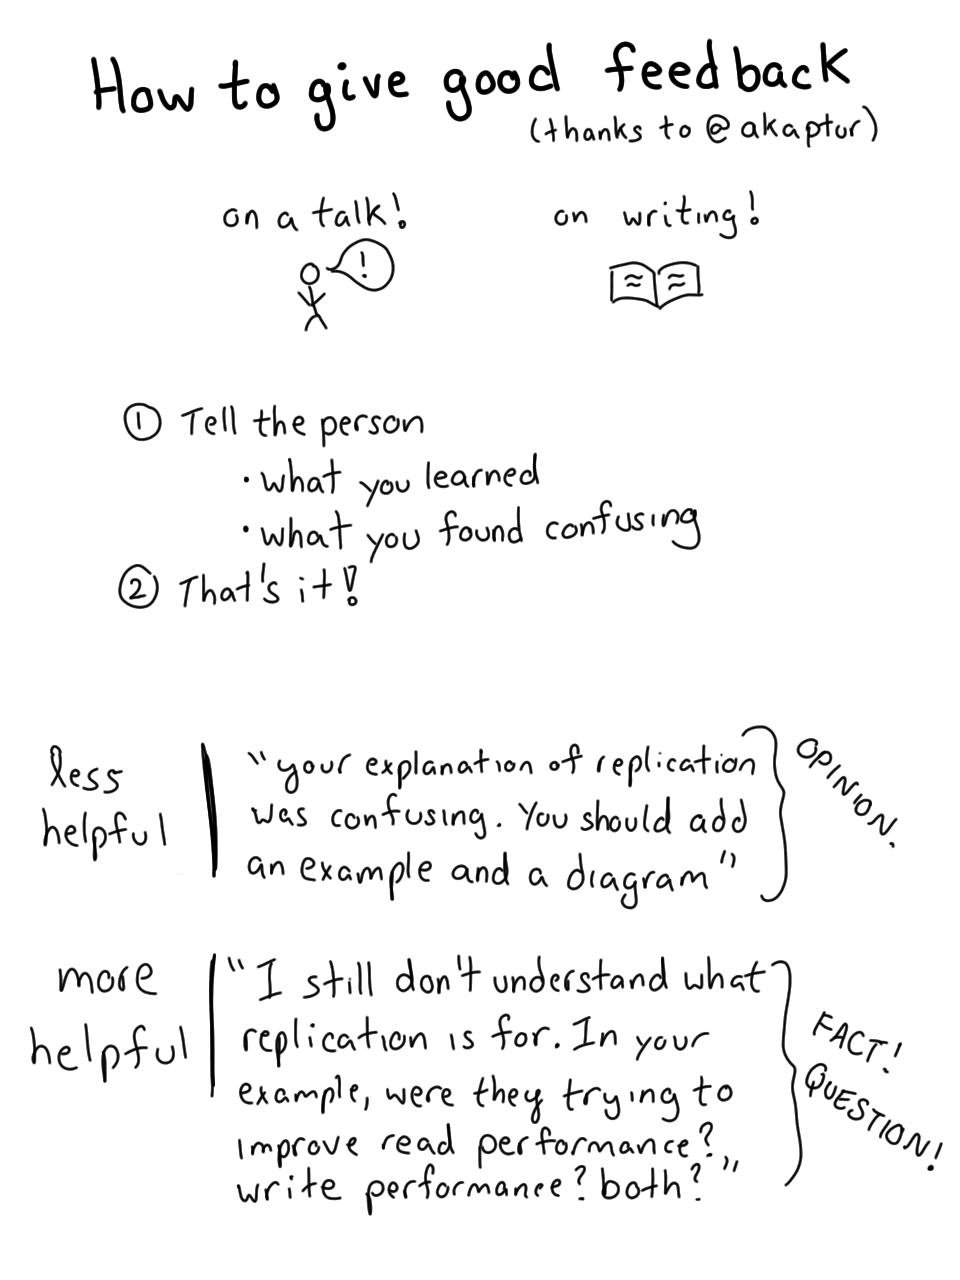 How to give good feedback
(thanks to @akaptur)
on a talk!
on writing!
!
① Tell the person
• what you learned
• what you found confusing
② That's it!
less
helpful
"your explanation of replication
was confusing. You should add
an example and a diagram"
OPINION.
more
helpful
"I still don't understand what
replication is for. In your
example, were they trying to
improve read performance?
write performance? both?"
FACT!
QUESTION!